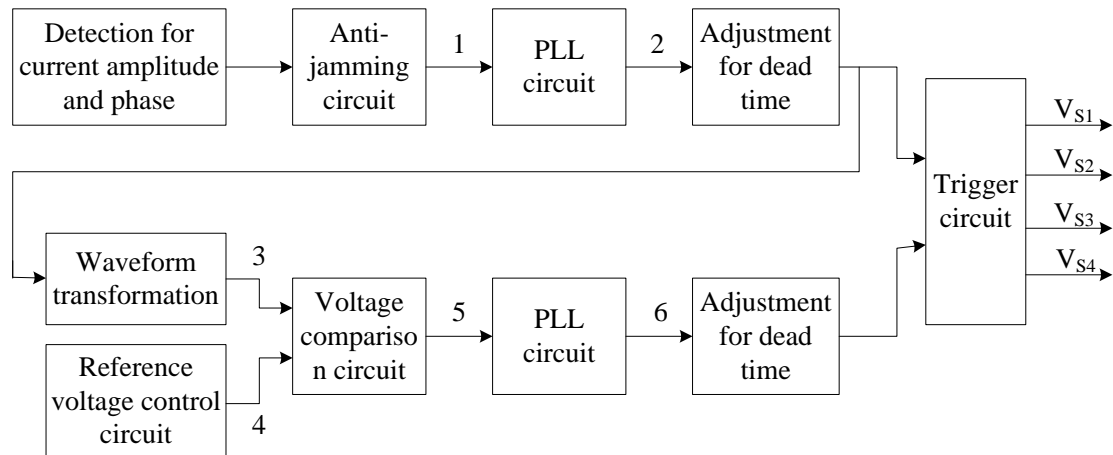 Detection for
current amplitude
and phase
Anti-
jamming
circuit
1
PLL
circuit
2
Adjustment
for dead
time
Trigger
circuit
VS1
VS2
VS3
VS4
Waveform
transformation
3
Reference
voltage control
circuit
4
Voltage
compariso
n circuit
5
PLL
circuit
6
Adjustment
for dead
time